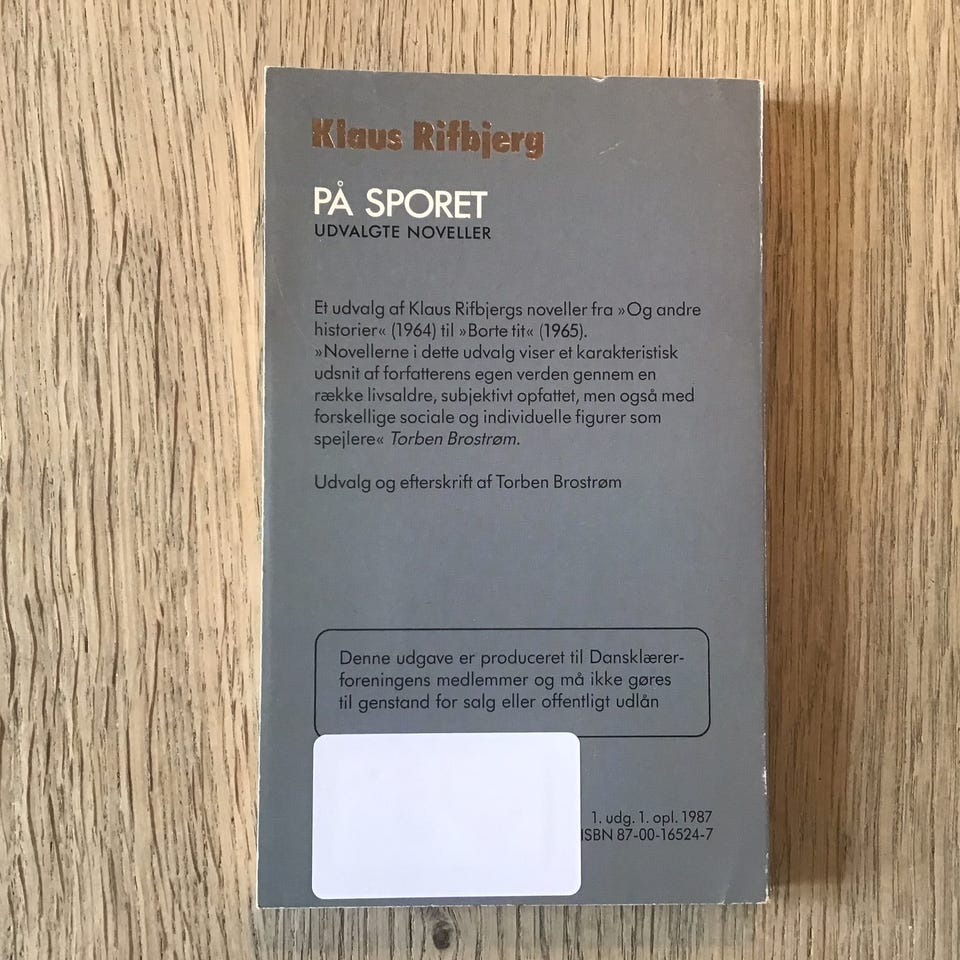 Klaus Rifbjerg
PÅ SPORET
UDVALGTE NOVELLER
Et udvalg af Klaus Rifbjergs noveller fra »Og andre
historier« (1964) til »Borte tit« (1965).
»Novellerne i dette udvalg viser et karakteristisk
udsnit af forfatterens egen verden gennem en
række livsaldre, subjektivt opfattet, men også med
forskellige sociale og individuelle figurer som
spejlere« Torben Brostrøm.
Udvalg og efterskrift af Torben Brostrøm
Denne udgave er produceret til Dansklærer-
foreningens medlemmer og må ikke gøres
til genstand for salg eller offentligt udlån
1. udg. 1. opl. 1987
ISBN 87-00-16524-7